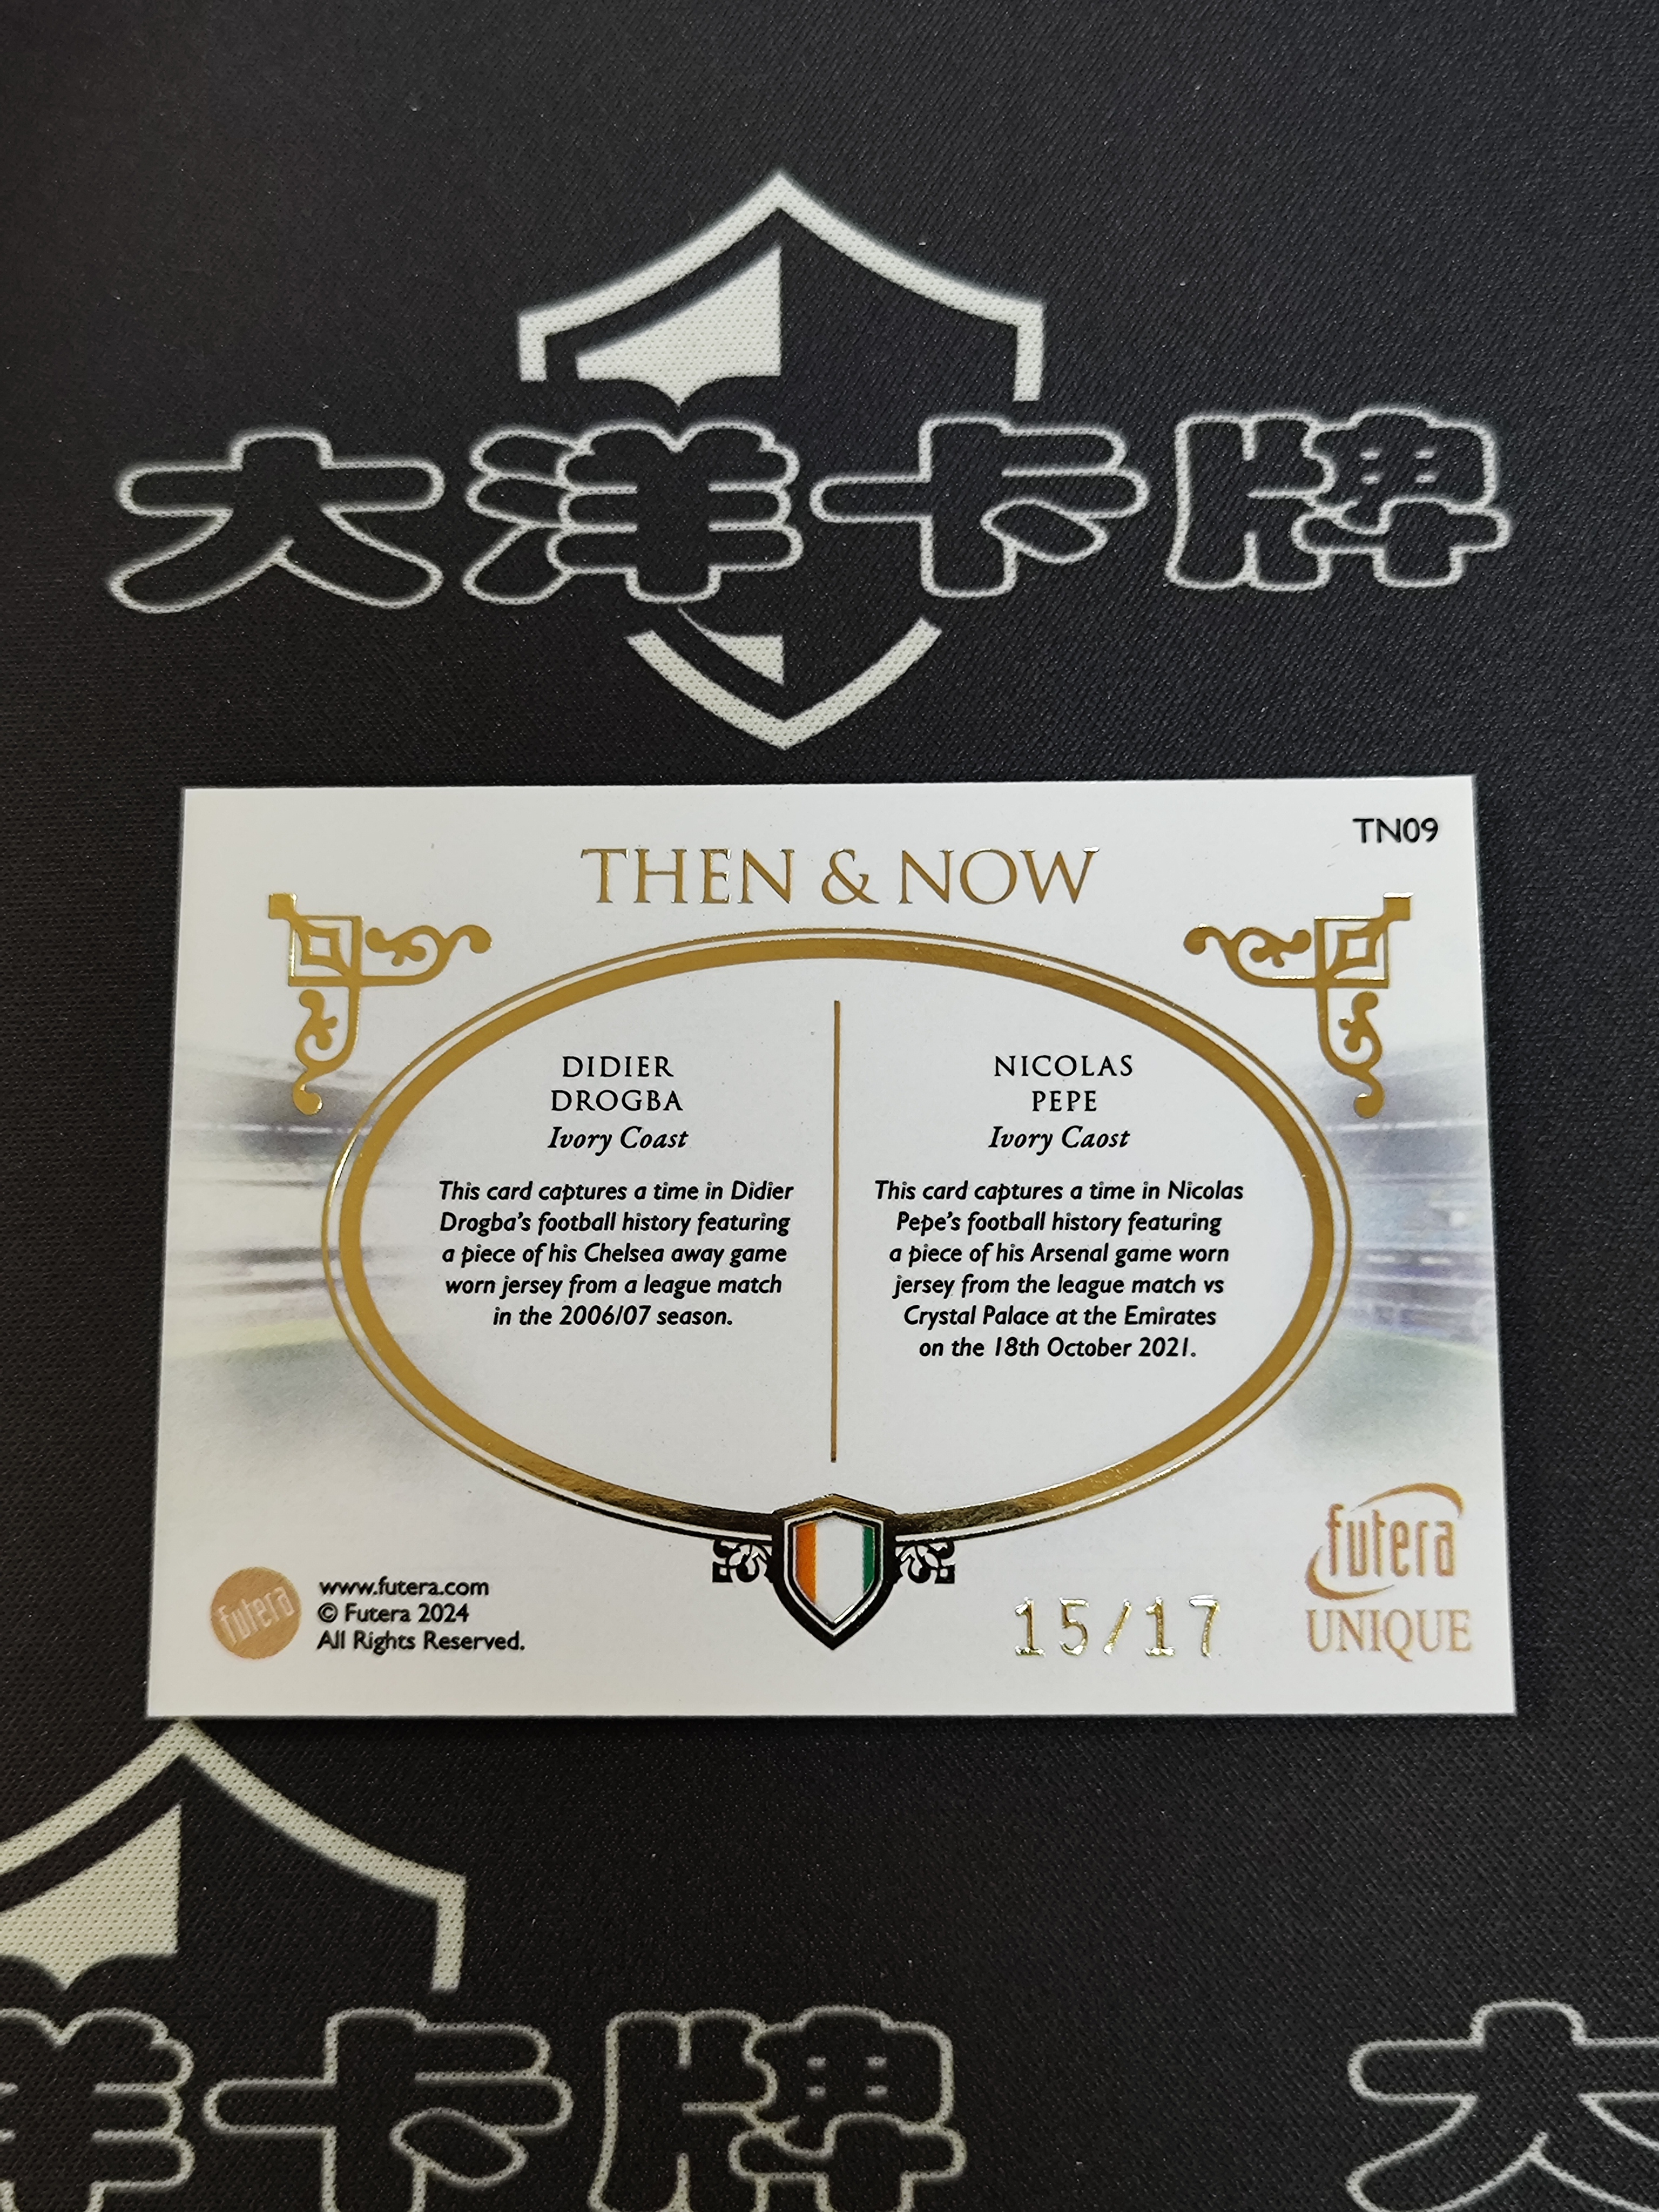 大洋卡牌
TN09
THEN & NOW
DIDIER
DROGBA
Ivory Coast
This card captures a time in Didier
Drogba's football history featuring
a piece of his Chelsea away game
worn jersey from a league match
in the 2006/07 season.
NICOLAS
PEPE
Ivory Caost
This card captures a time in Nicolas
Pepe's football history featuring
a piece of his Arsenal game worn
jersey from the league match vs
Crystal Palace at the Emirates
on the 18th October 2021.
futera
www.futera.com
© Futera 2024
All Rights Reserved.
15/17
futera
UNIQUE
洋卡牌
大